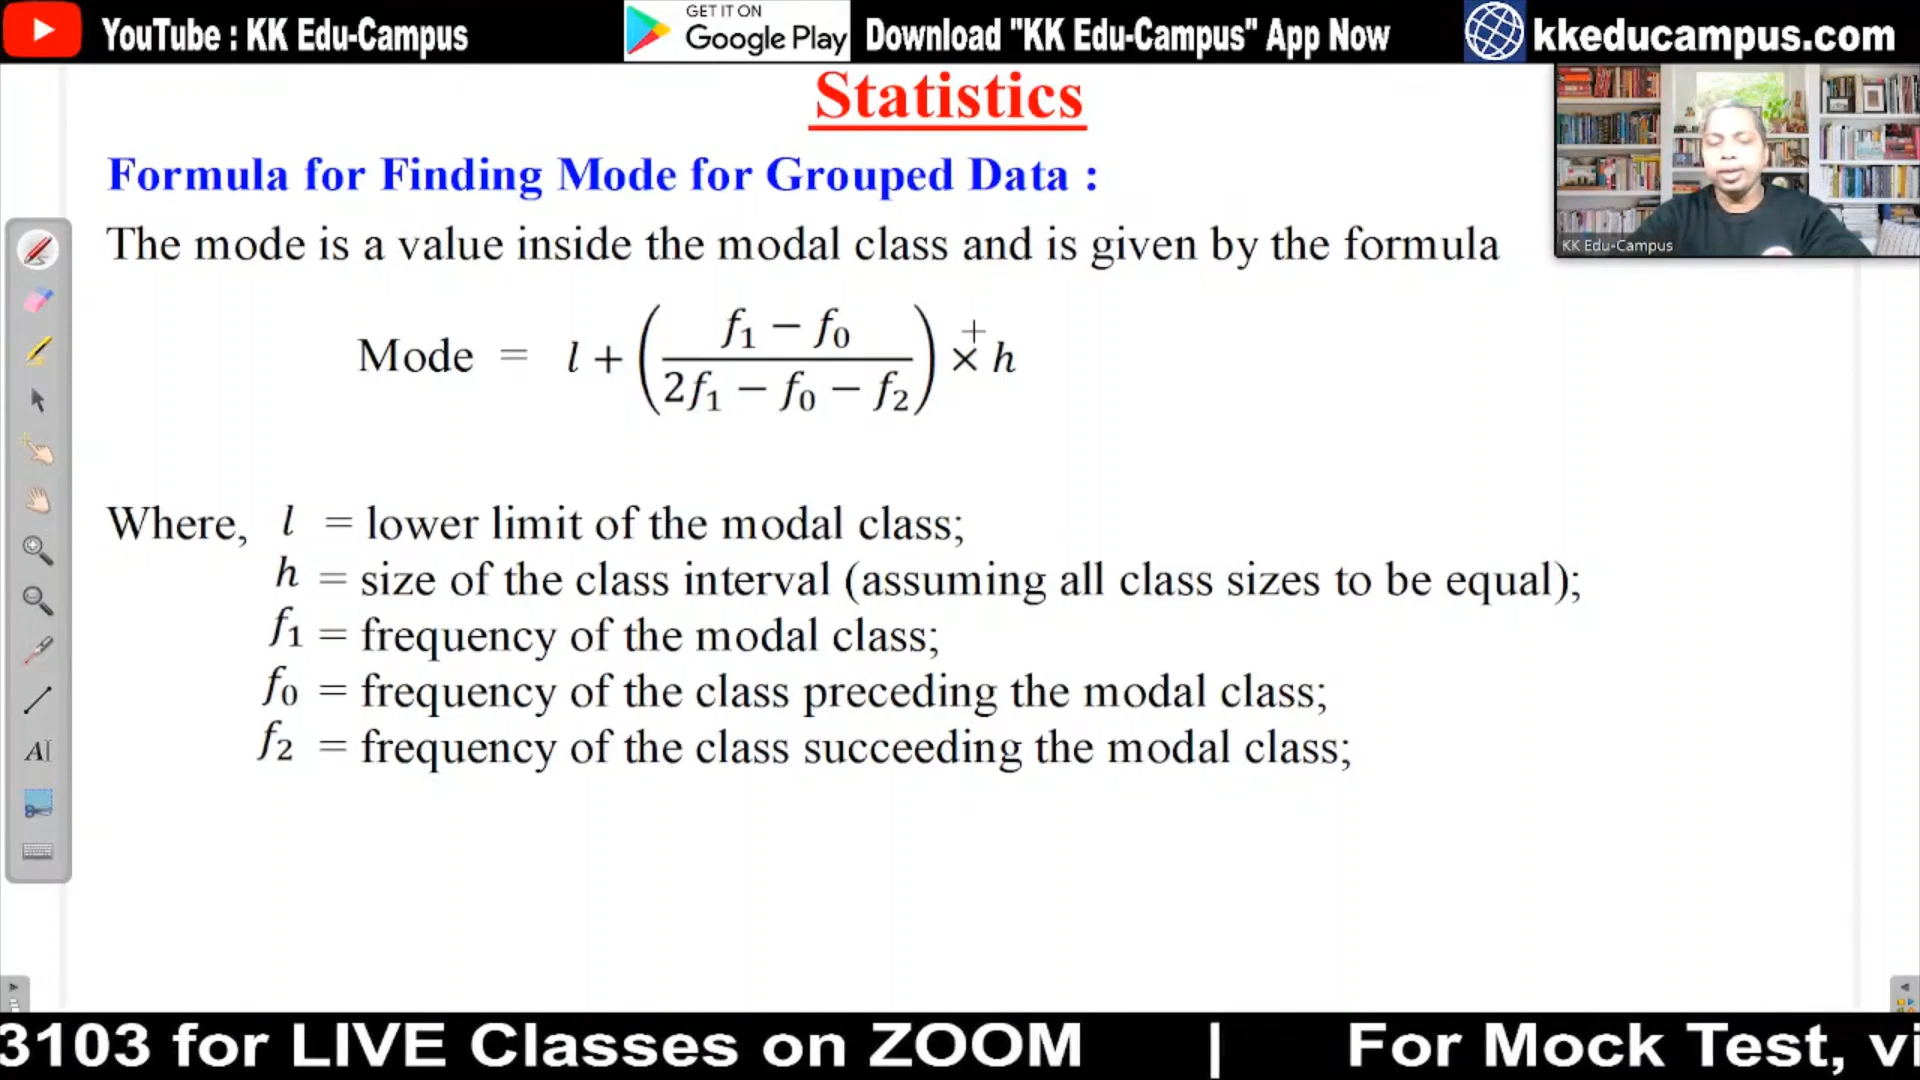 YouTube : KK Edu-Campus
GET IT ON
Google Play
Download "KK Edu-Campus" App Now
kkeducampus.com
Statistics
KK Edu-Campus
Formula for Finding Mode for Grouped Data :
The mode is a value inside the modal class and is given by the formula
Mode = l + ( (f₁ − f₀) / (2f₁ − f₀ − f₂) ) × h
Where, l = lower limit of the modal class;
h = size of the class interval (assuming all class sizes to be equal);
f₁ = frequency of the modal class;
f₀ = frequency of the class preceding the modal class;
f₂ = frequency of the class succeeding the modal class;
AI
3103 for LIVE Classes on ZOOM | For Mock Test, vi